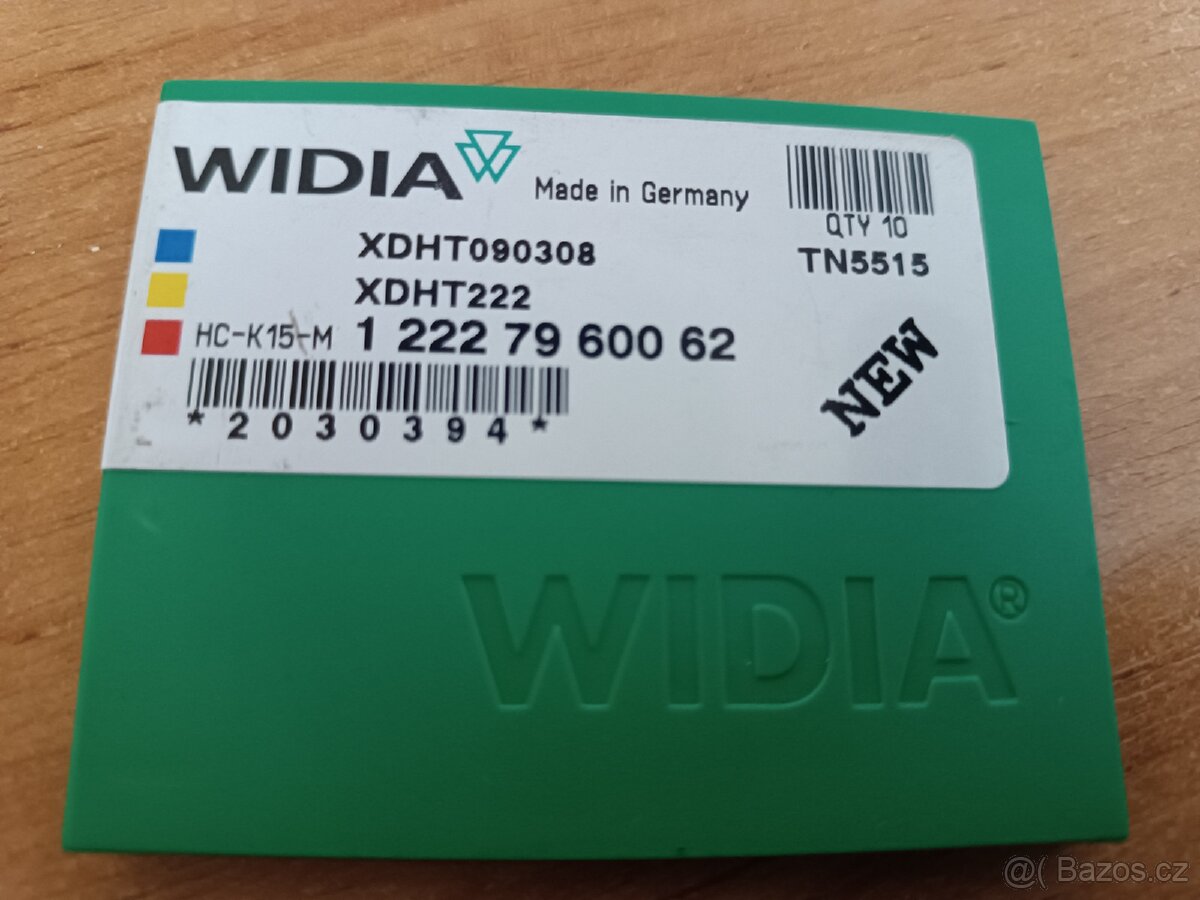 WIDIA
Made in Germany
QTY 10
XDHT090308
TN5515
XDHT222
HC-K15-M 1 222 79 600 62
*2030394*
NEW
WIDIA®
@( Bazos.cz